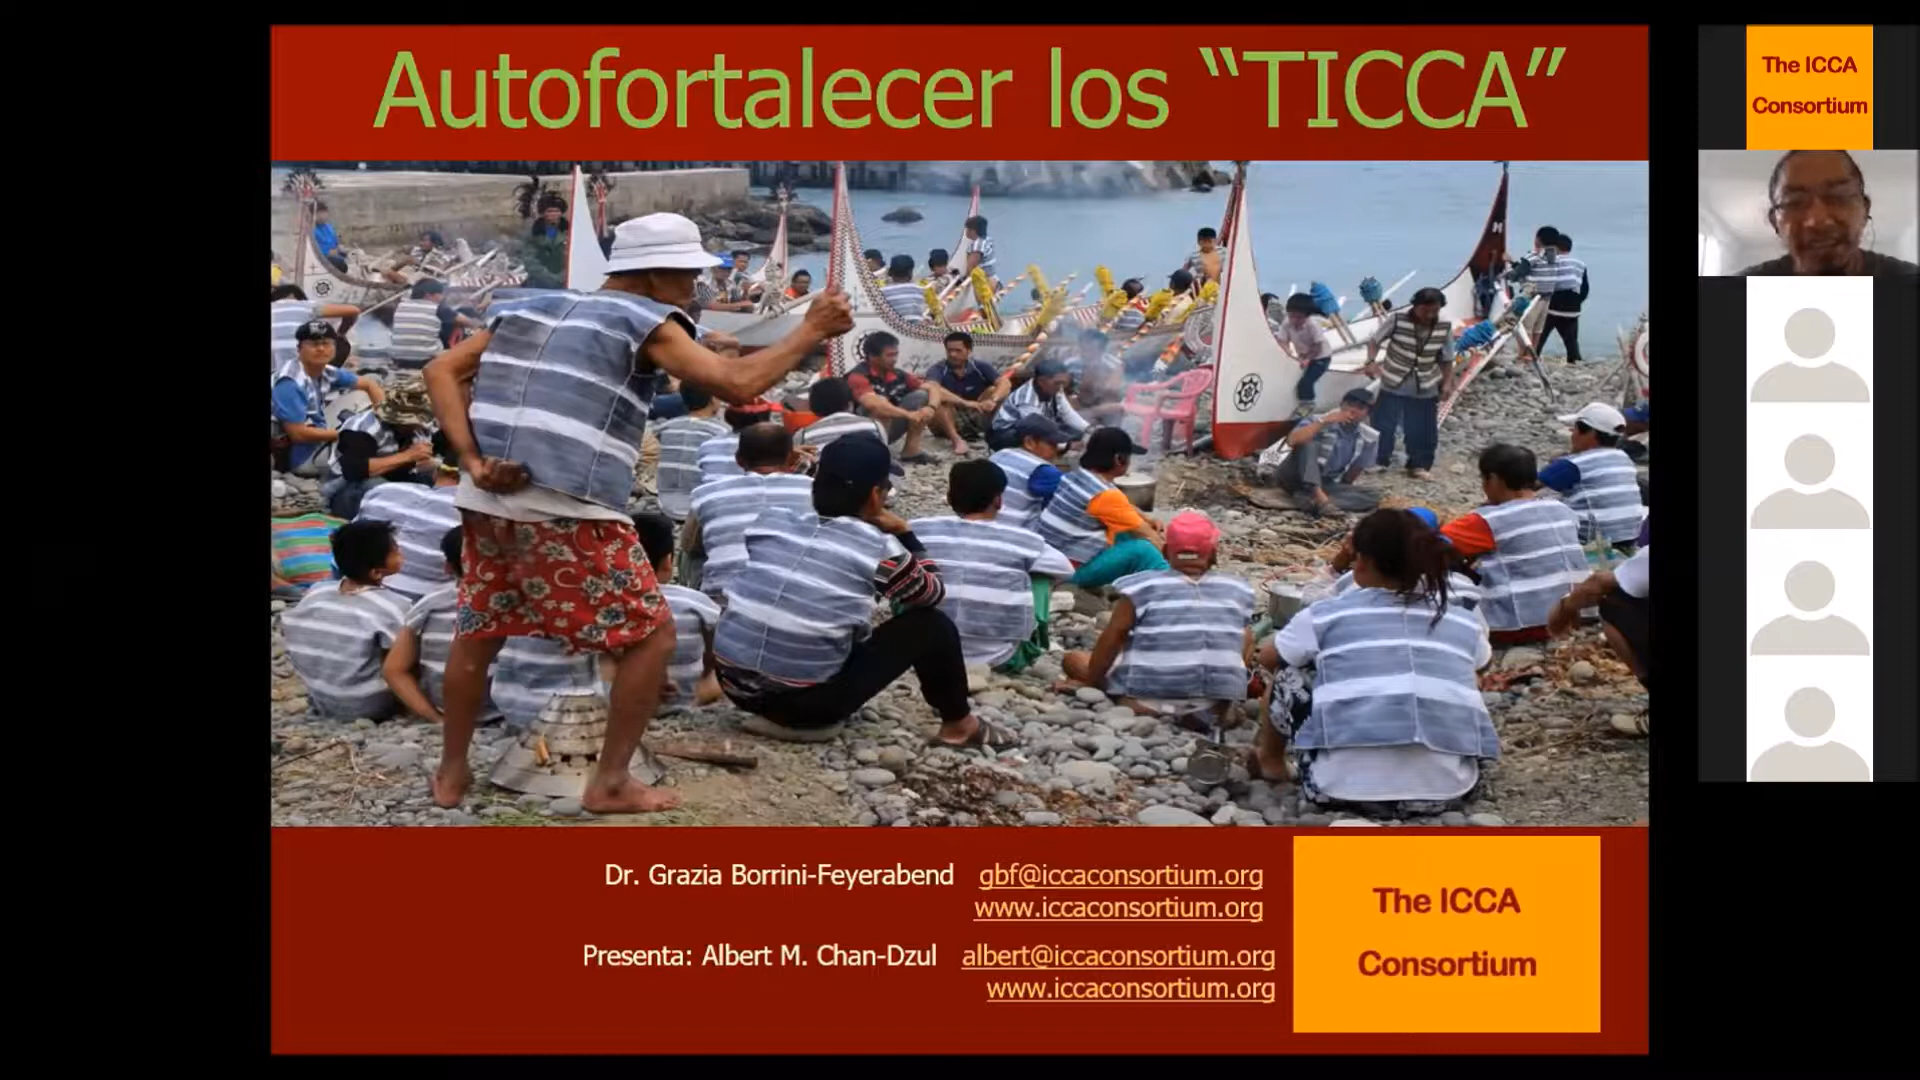 Autofortalecer los “TICCA”
The ICCA
Consortium
Dr. Grazia Borrini-Feyerabend gbf@iccaconsortium.org
www.iccaconsortium.org
Presenta: Albert M. Chan-Dzul albert@iccaconsortium.org
www.iccaconsortium.org
The ICCA
Consortium